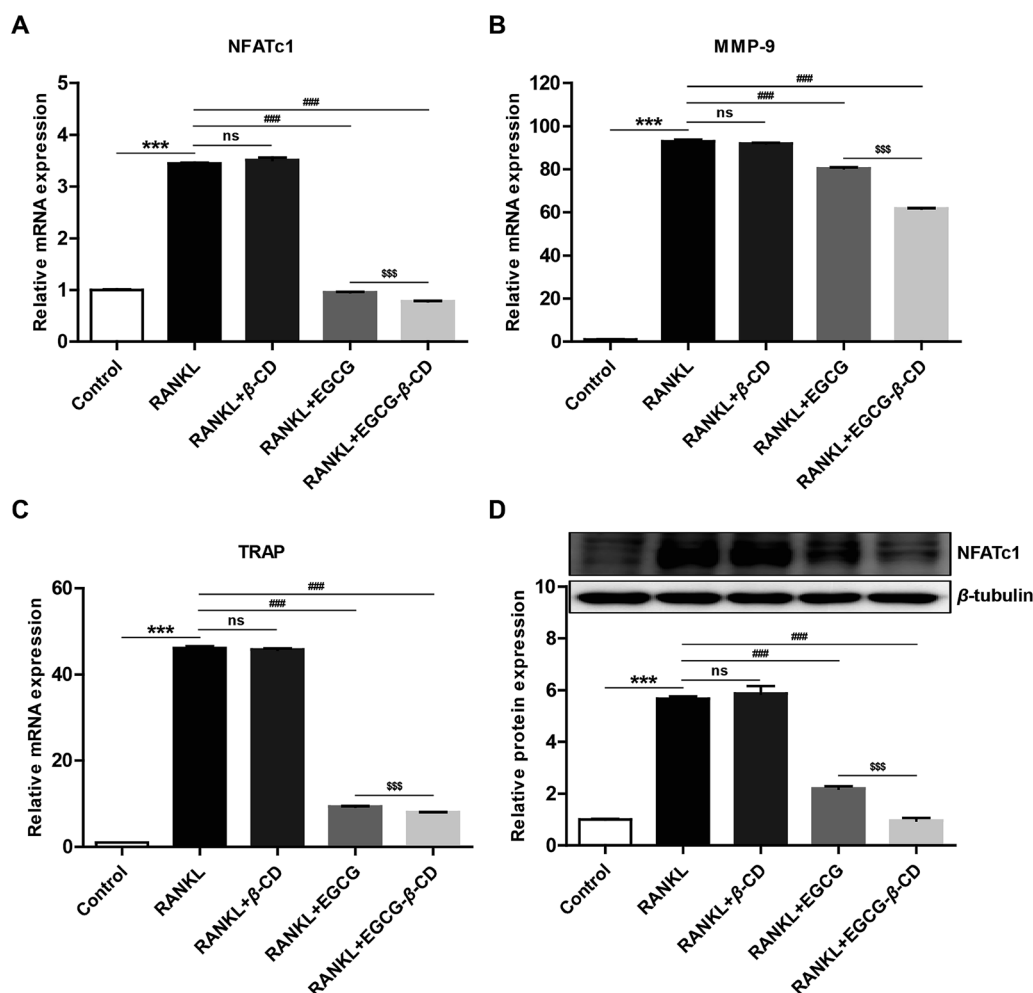 A
NFATc1
Relative mRNA expression
5
4
3
2
1
0
***
ns
###
###
$$$
Control
RANKL
RANKL+β-CD
RANKL+EGCG
RANKL+EGCG-β-CD
B
MMP-9
Relative mRNA expression
120
100
80
60
40
20
0
***
ns
###
###
$$$
Control
RANKL
RANKL+β-CD
RANKL+EGCG
RANKL+EGCG-β-CD
C
TRAP
Relative mRNA expression
60
40
20
0
***
ns
###
###
$$$
Control
RANKL
RANKL+β-CD
RANKL+EGCG
RANKL+EGCG-β-CD
D
NFATc1
β-tubulin
Relative protein expression
10
8
6
4
2
0
***
ns
###
###
$$$
Control
RANKL
RANKL+β-CD
RANKL+EGCG
RANKL+EGCG-β-CD